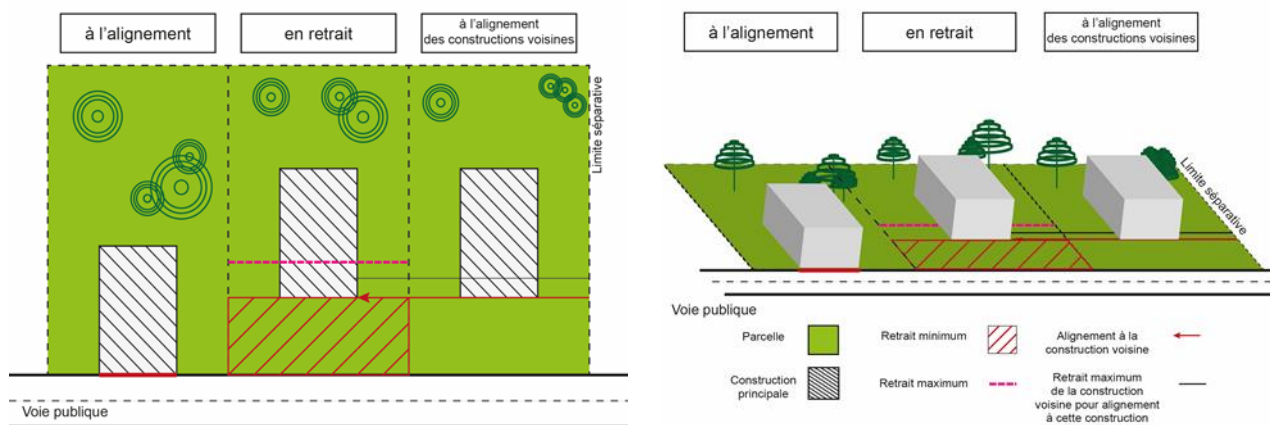 à l'alignement
en retrait
à l'alignement
des constructions voisines
Limite séparative
Voie publique
à l'alignement
en retrait
à l'alignement
des constructions voisines
Limite séparative
Voie publique
Parcelle
Retrait minimum
Alignement à la
construction voisine
Construction
principale
Retrait maximum
Retrait maximum
de la construction
voisine pour alignement
à cette construction